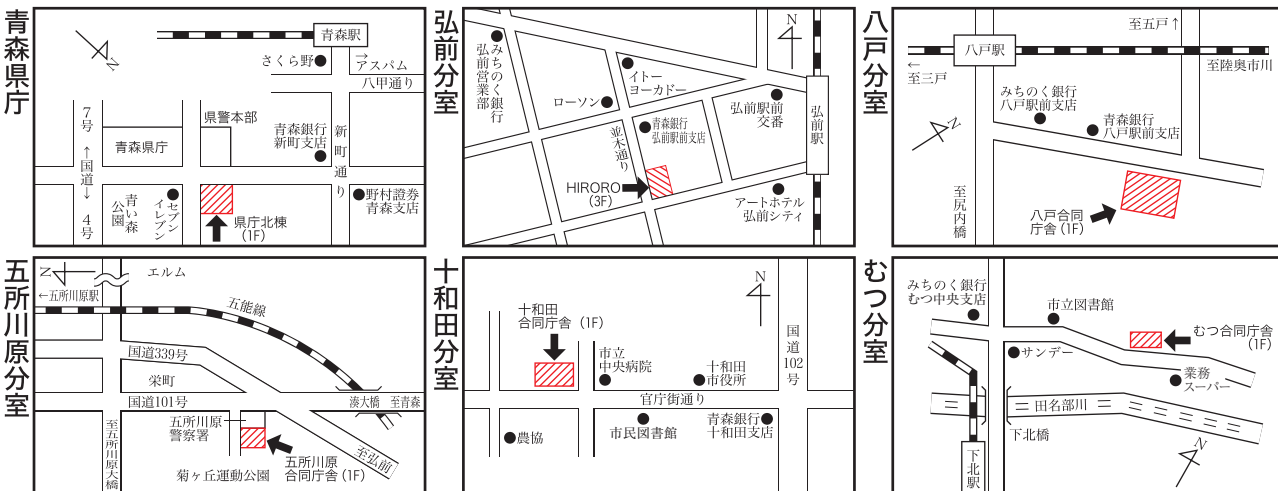 青森県庁
青森駅
さくら野
→
アスパム
八甲通り
N
7号
↑国道↓
4号
県警本部
青森県庁
青森銀行
新町支店
新町通り
青い森
公園
セブン
イレブン
県庁北棟
(1F)
野村證券
青森支店
弘前分室
みちのく銀行
弘前営業部
イトー
ヨーカドー
ローソン
N
弘前駅前
交番
弘前駅
並木通り
青森銀行
弘前駅前支店
HIRORO
(3F)
アートホテル
弘前シティ
八戸分室
至五戸↑
八戸駅
←
至三戸
至陸奥市川
みちのく銀行
八戸駅前支店
青森銀行
八戸駅前支店
N
至尻内橋
八戸合同
庁舎(1F)
五所川原分室
N
エルム
←五所川原駅
五能線
国道339号
栄町
国道101号
湊大橋
至青森
至五所川原大橋
五所川原
警察署
菊ヶ丘運動公園
五所川原
合同庁舎(1F)
至弘前
十和田分室
十和田
合同庁舎(1F)
N
国道102号
市立
中央病院
十和田
市役所
官庁街通り
農協
市民図書館
青森銀行
十和田支店
むつ分室
みちのく銀行
むつ中央支店
市立図書館
むつ合同庁舎
(1F)
サンデー
業務
スーパー
田名部川
下北橋
下北駅
N